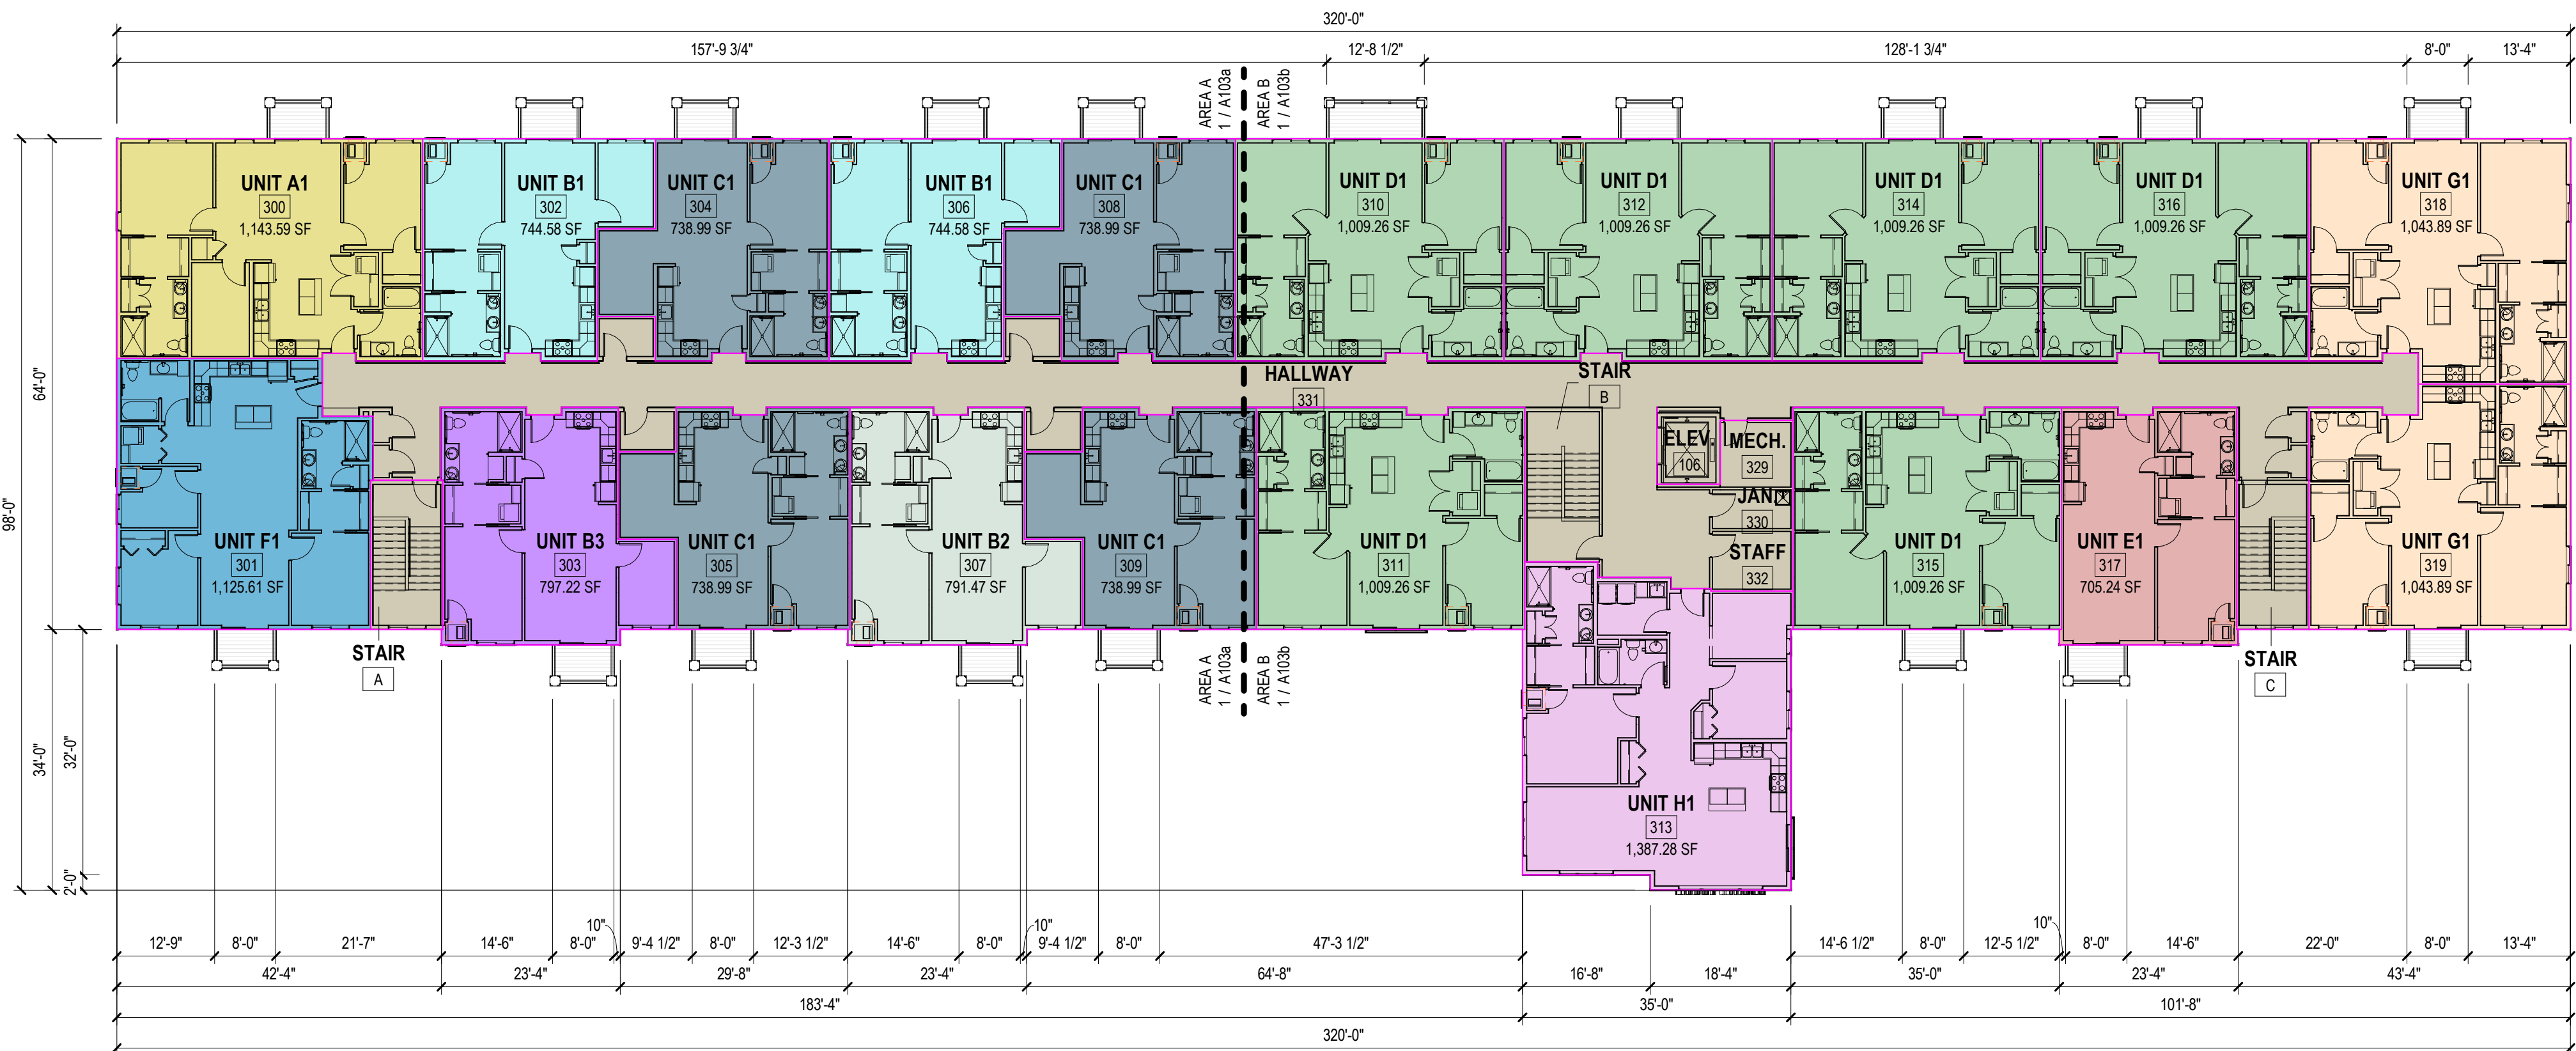 320'-0"
157'-9 3/4"
12'-8 1/2"
128'-1 3/4"
8'-0"
13'-4"
AREA A
1 / A103a
AREA B
1 / A103b
UNIT A1
300
1,143.59 SF
UNIT B1
302
744.58 SF
UNIT C1
304
738.99 SF
UNIT B1
306
744.58 SF
UNIT C1
308
738.99 SF
UNIT D1
310
1,009.26 SF
UNIT D1
312
1,009.26 SF
UNIT D1
314
1,009.26 SF
UNIT D1
316
1,009.26 SF
UNIT G1
318
1,043.89 SF
98'-0"
64'-0"
34'-0"
32'-0"
2'-0"
HALLWAY
331
STAIR
B
ELEV.
106
MECH.
329
JAN.
330
STAFF
332
UNIT F1
301
1,125.61 SF
UNIT B3
303
797.22 SF
UNIT C1
305
738.99 SF
UNIT B2
307
791.47 SF
UNIT C1
309
738.99 SF
UNIT D1
311
1,009.26 SF
UNIT D1
315
1,009.26 SF
UNIT E1
317
705.24 SF
UNIT G1
319
1,043.89 SF
STAIR
A
AREA A
1 / A103a
AREA B
1 / A103b
STAIR
C
UNIT H1
313
1,387.28 SF
12'-9"
8'-0"
21'-7"
14'-6"
8'-0"
10"
9'-4 1/2"
8'-0"
12'-3 1/2"
14'-6"
8'-0"
10"
9'-4 1/2"
8'-0"
47'-3 1/2"
14'-6 1/2"
8'-0"
12'-5 1/2"
10"
8'-0"
14'-6"
22'-0"
8'-0"
13'-4"
42'-4"
23'-4"
29'-8"
23'-4"
64'-8"
16'-8"
18'-4"
35'-0"
23'-4"
43'-4"
183'-4"
35'-0"
101'-8"
320'-0"